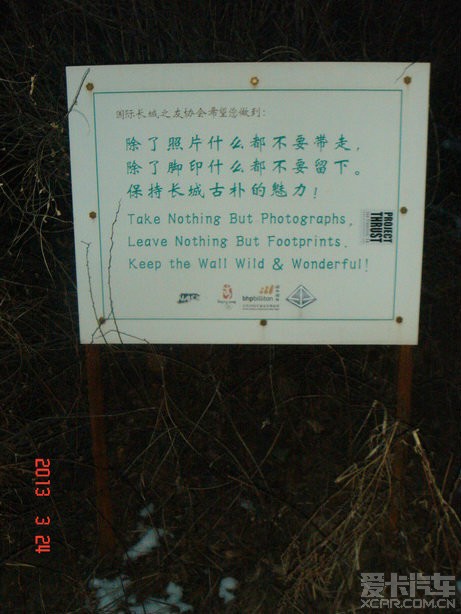 国际长城之友协会希望您做到：
除了照片什么都不要带走，
除了脚印什么都不要留下。
保持长城古朴的魅力！
Take Nothing But Photographs,
Leave Nothing But Footprints.
Keep the Wall Wild & Wonderful!
PROJECT
THRUST
bhpbilliton
2013 3 24
爱卡汽车
XCAR.COM.CN